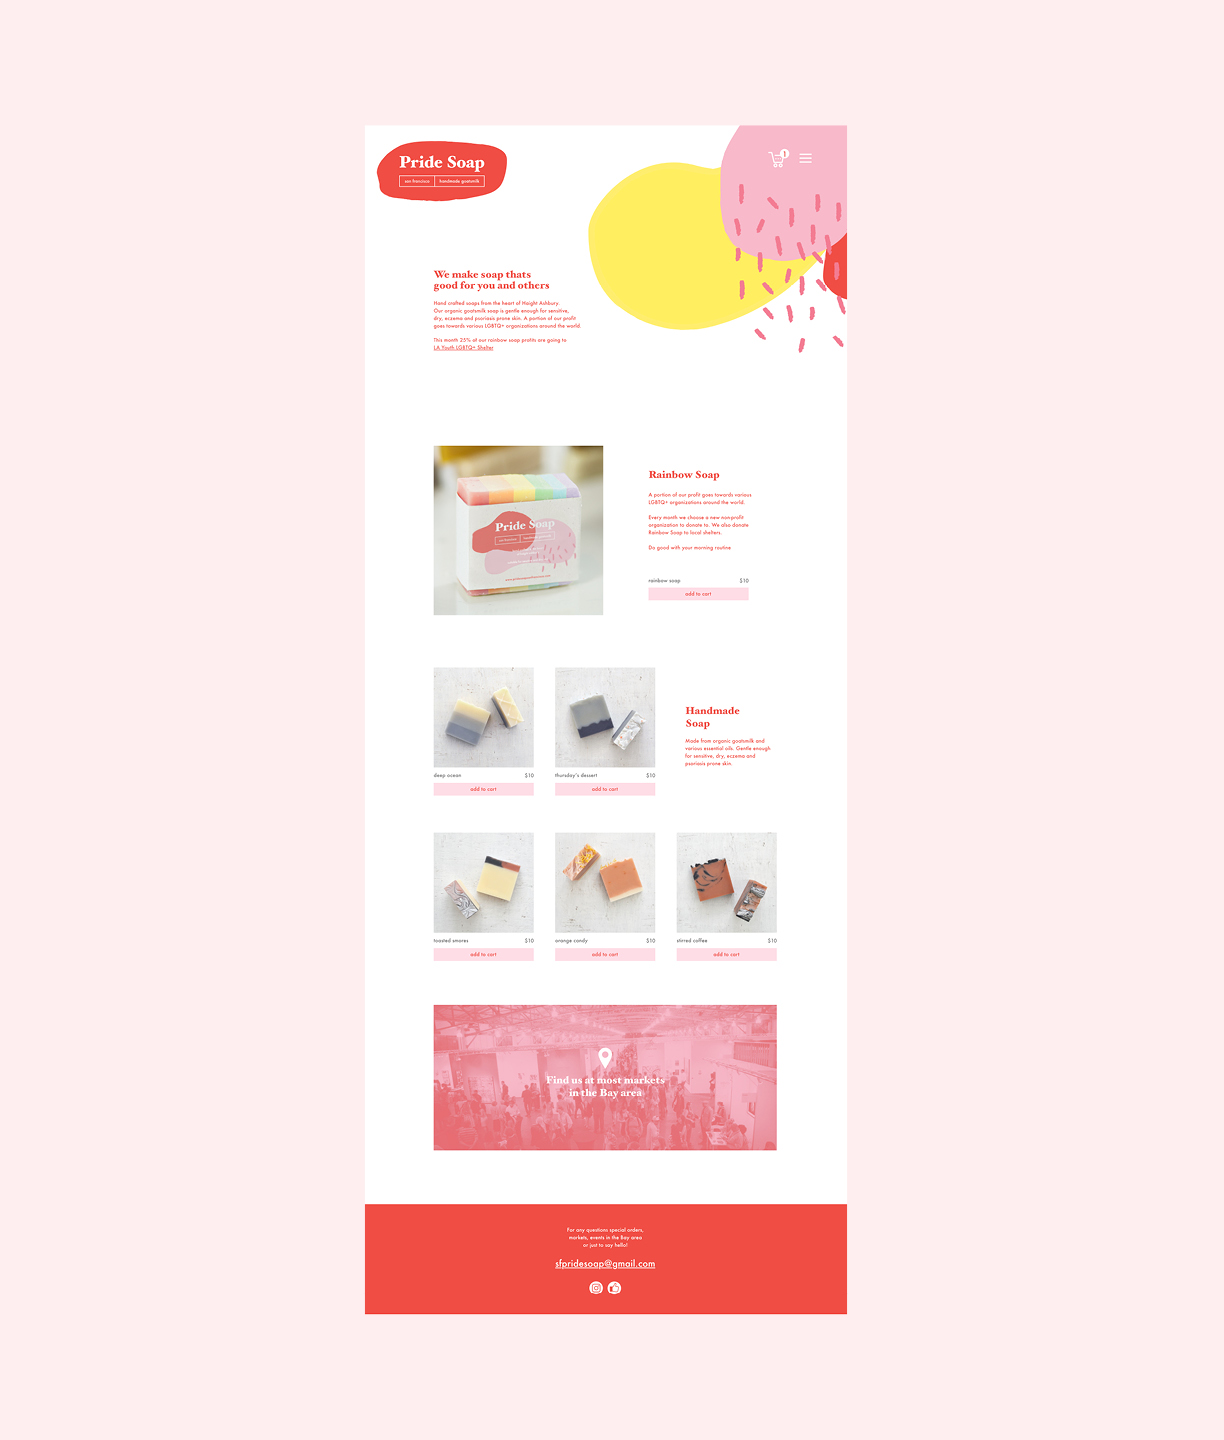 Pride Soap
san francisco handmade goatsmilk
1
We make soap thats
good for you and others
Hand crafted soaps from the heart of Haight Ashbury.
Our organic goatsmilk soap is gentle enough for sensitive,
dry, eczema and psoriasis prone skin. A portion of our profit
goes towards various LGBTQ+ organizations around the world.
This month 25% of our rainbow soap profits are going to
LA Youth LGBTQ+ Shelter
Pride Soap
san francisco handmade goatsmilk
Rainbow Soap
A portion of our profit goes towards various
LGBTQ+ organizations around the world.
Every month we choose a new non-profit
organization to donate to. We also donate
Rainbow Soap to local shelters.
Do good with your morning routine
rainbow soap $10
add to cart
Handmade
Soap
Made from organic goatsmilk and
various essential oils. Gentle enough
for sensitive, dry, eczema and
psoriasis prone skin.
deep ocean $10
add to cart
thursday's dessert $10
add to cart
toasted smores $10
add to cart
orange candy $10
add to cart
stirred coffee $10
add to cart
Find us at most markets
in the Bay area
For any questions special orders,
markets, events in the Bay area
or just to say hello!
sfpridesoap@gmail.com